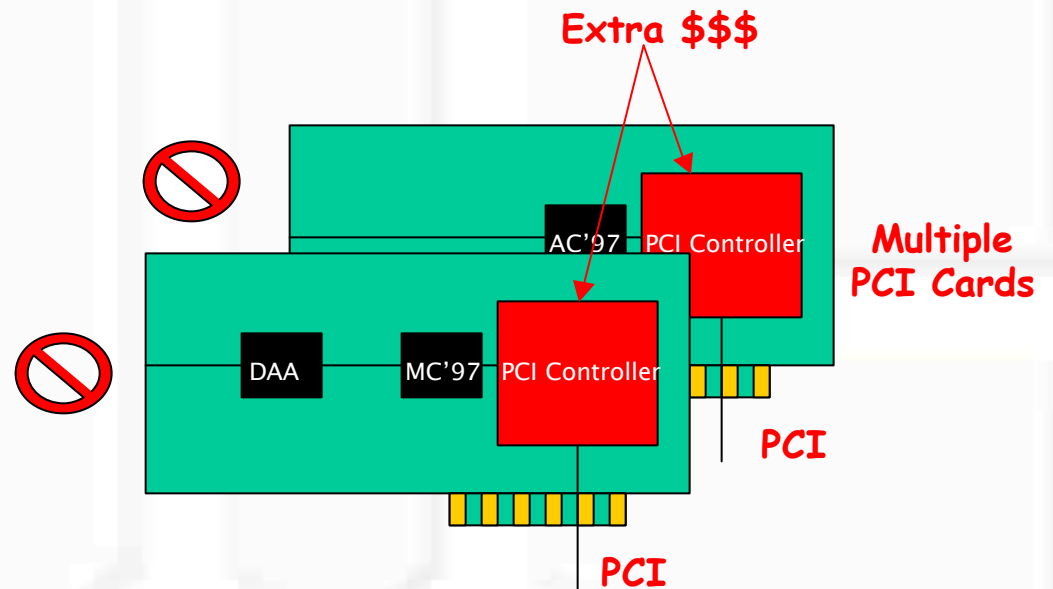 Extra $$$
AC’97
PCI Controller
Multiple
PCI Cards
DAA
MC’97
PCI Controller
PCI
PCI